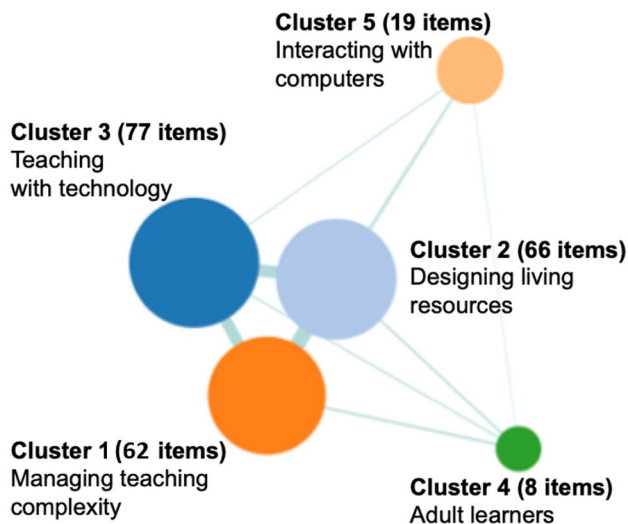 Cluster 5 (19 items)
Interacting with
computers
Cluster 3 (77 items)
Teaching
with technology
Cluster 2 (66 items)
Designing living
resources
Cluster 1 (62 items)
Managing teaching
complexity
Cluster 4 (8 items)
Adult learners